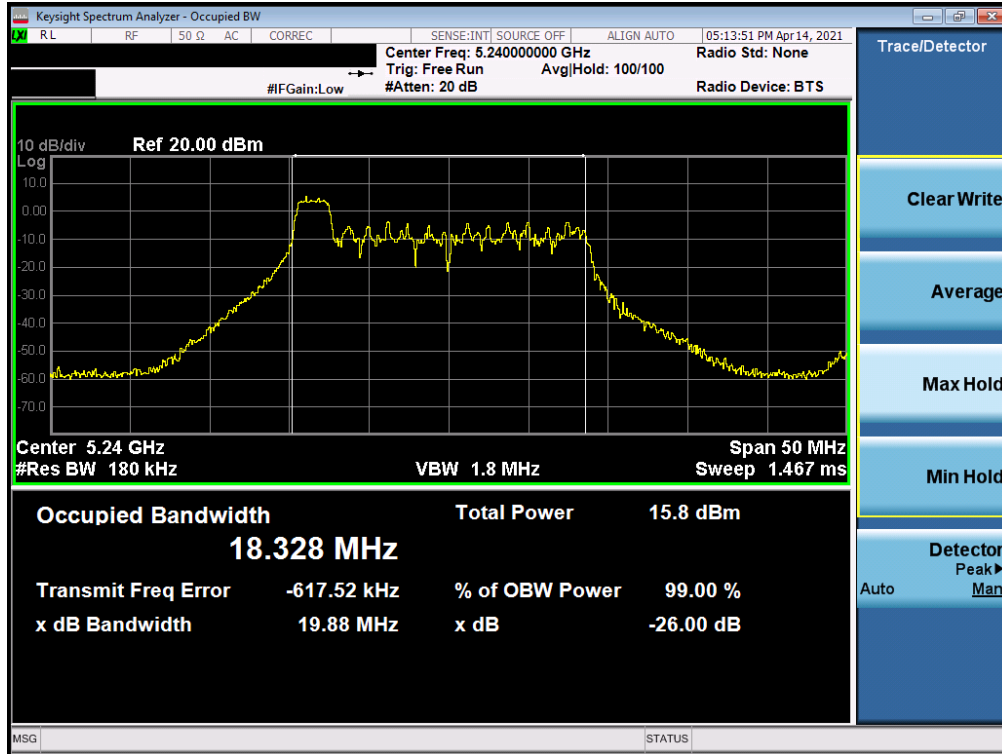 Keysight Spectrum Analyzer - Occupied BW
LXI RL RF 50 Ω AC CORREC SENSE:INT SOURCE OFF ALIGN AUTO 05:13:51 PM Apr 14, 2021
Center Freq: 5.240000000 GHz Radio Std: None
Trig: Free Run Avg|Hold: 100/100
#IFGain:Low #Atten: 20 dB Radio Device: BTS
Trace/Detector
10 dB/div Ref 20.00 dBm
Log
10.0
0.00
-10.0
-20.0
-30.0
-40.0
-50.0
-60.0
-70.0
Center 5.24 GHz Span 50 MHz
#Res BW 180 kHz VBW 1.8 MHz Sweep 1.467 ms
Occupied Bandwidth Total Power 15.8 dBm
18.328 MHz
Transmit Freq Error -617.52 kHz % of OBW Power 99.00 %
x dB Bandwidth 19.88 MHz x dB -26.00 dB
Clear Write
Average
Max Hold
Min Hold
Detector
Peak▶
Auto Man
MSG STATUS